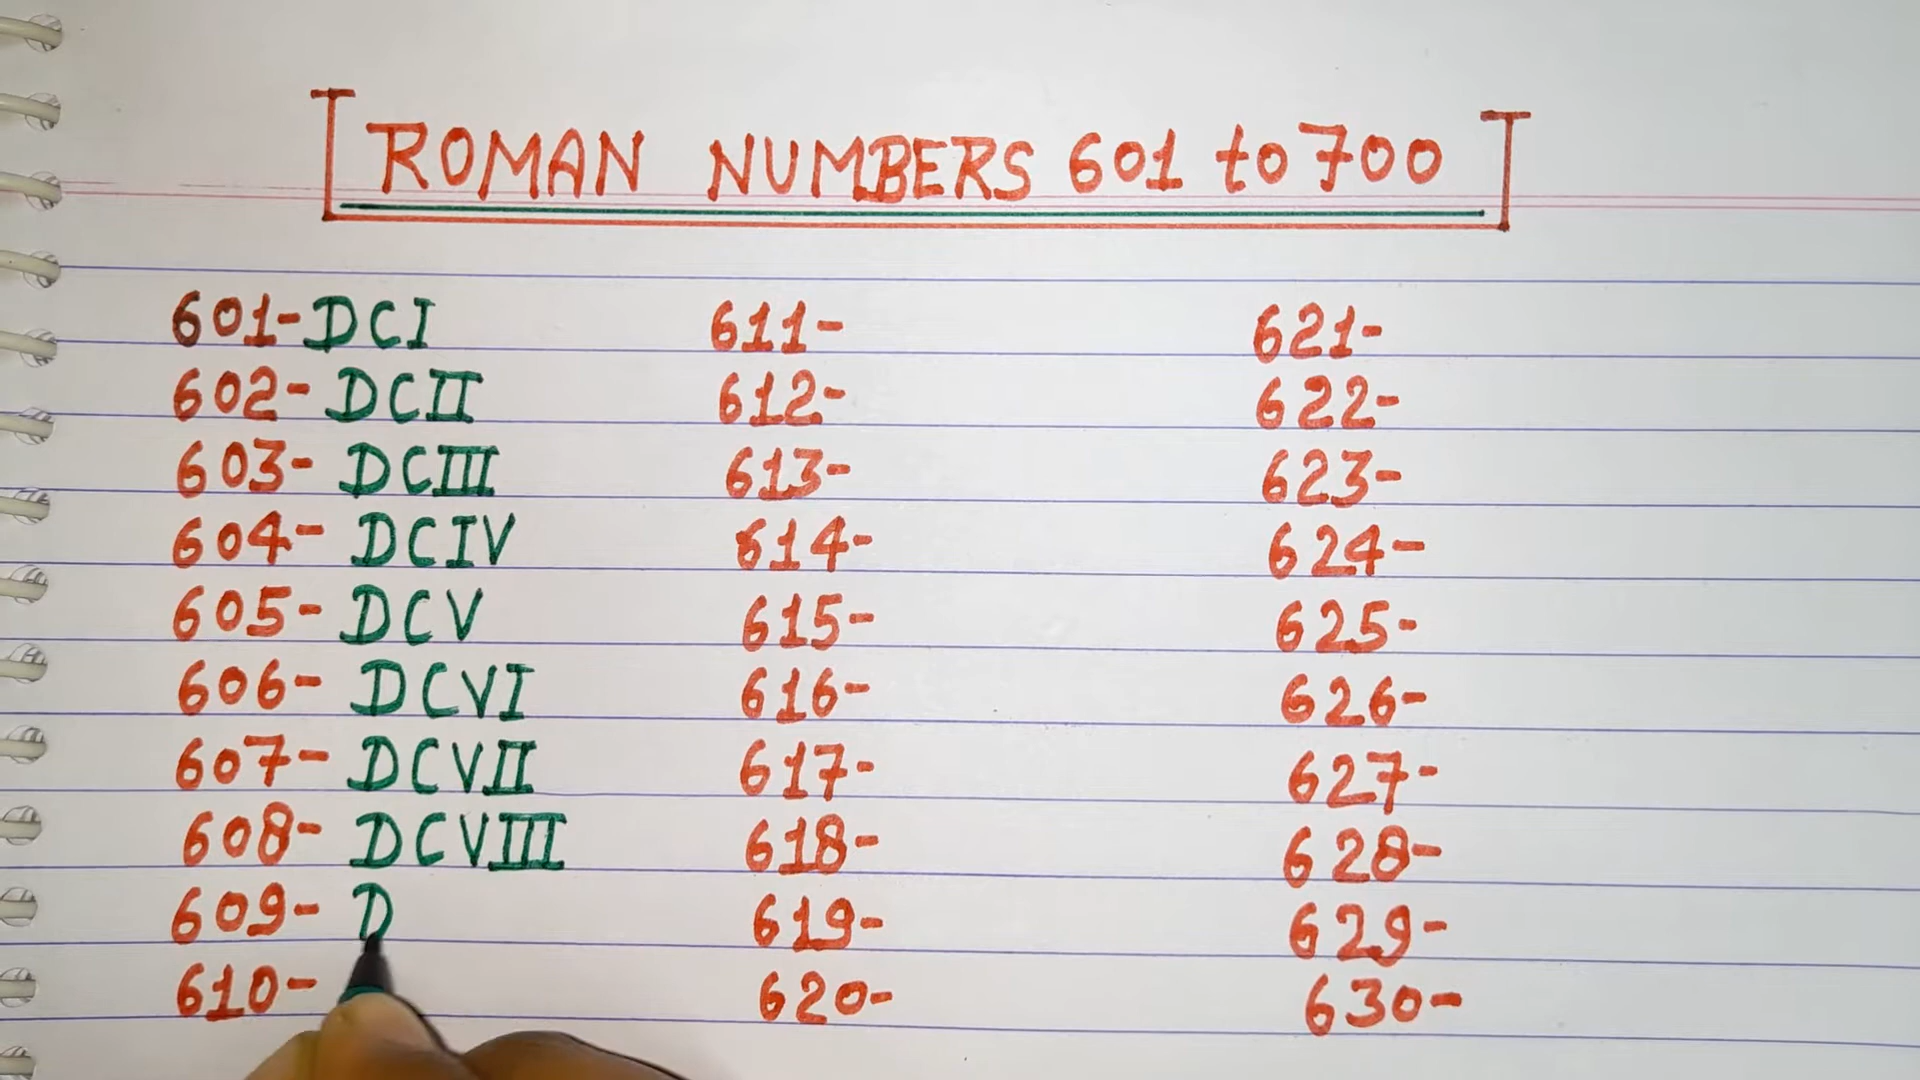 ROMAN NUMBERS 601 to 700
601- DCI 611- 621-
602- DCII 612- 622-
603- DCIII 613- 623-
604- DCIV 614- 624-
605- DCV 615- 625-
606- DCVI 616- 626-
607- DCVII 617- 627-
608- DCVIII 618- 628-
609- D 619- 629-
610- 620- 630-